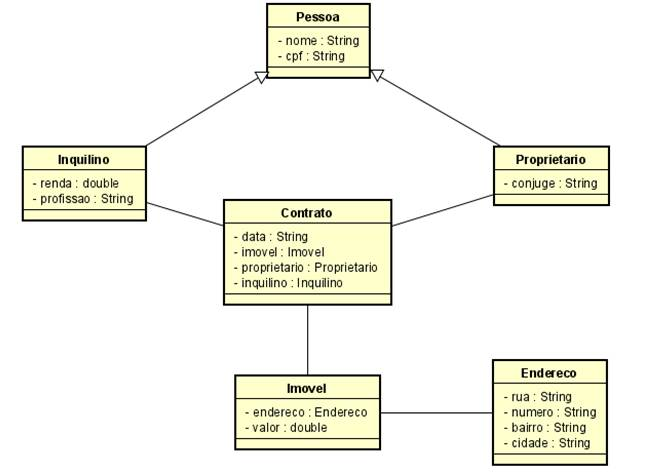 Pessoa
- nome : String
- cpf : String
Inquilino
- renda : double
- profissao : String
Proprietario
- conjuge : String
Contrato
- data : String
- imovel : Imovel
- proprietario : Proprietario
- inquilino : Inquilino
Imovel
- endereco : Endereco
- valor : double
Endereco
- rua : String
- numero : String
- bairro : String
- cidade : String